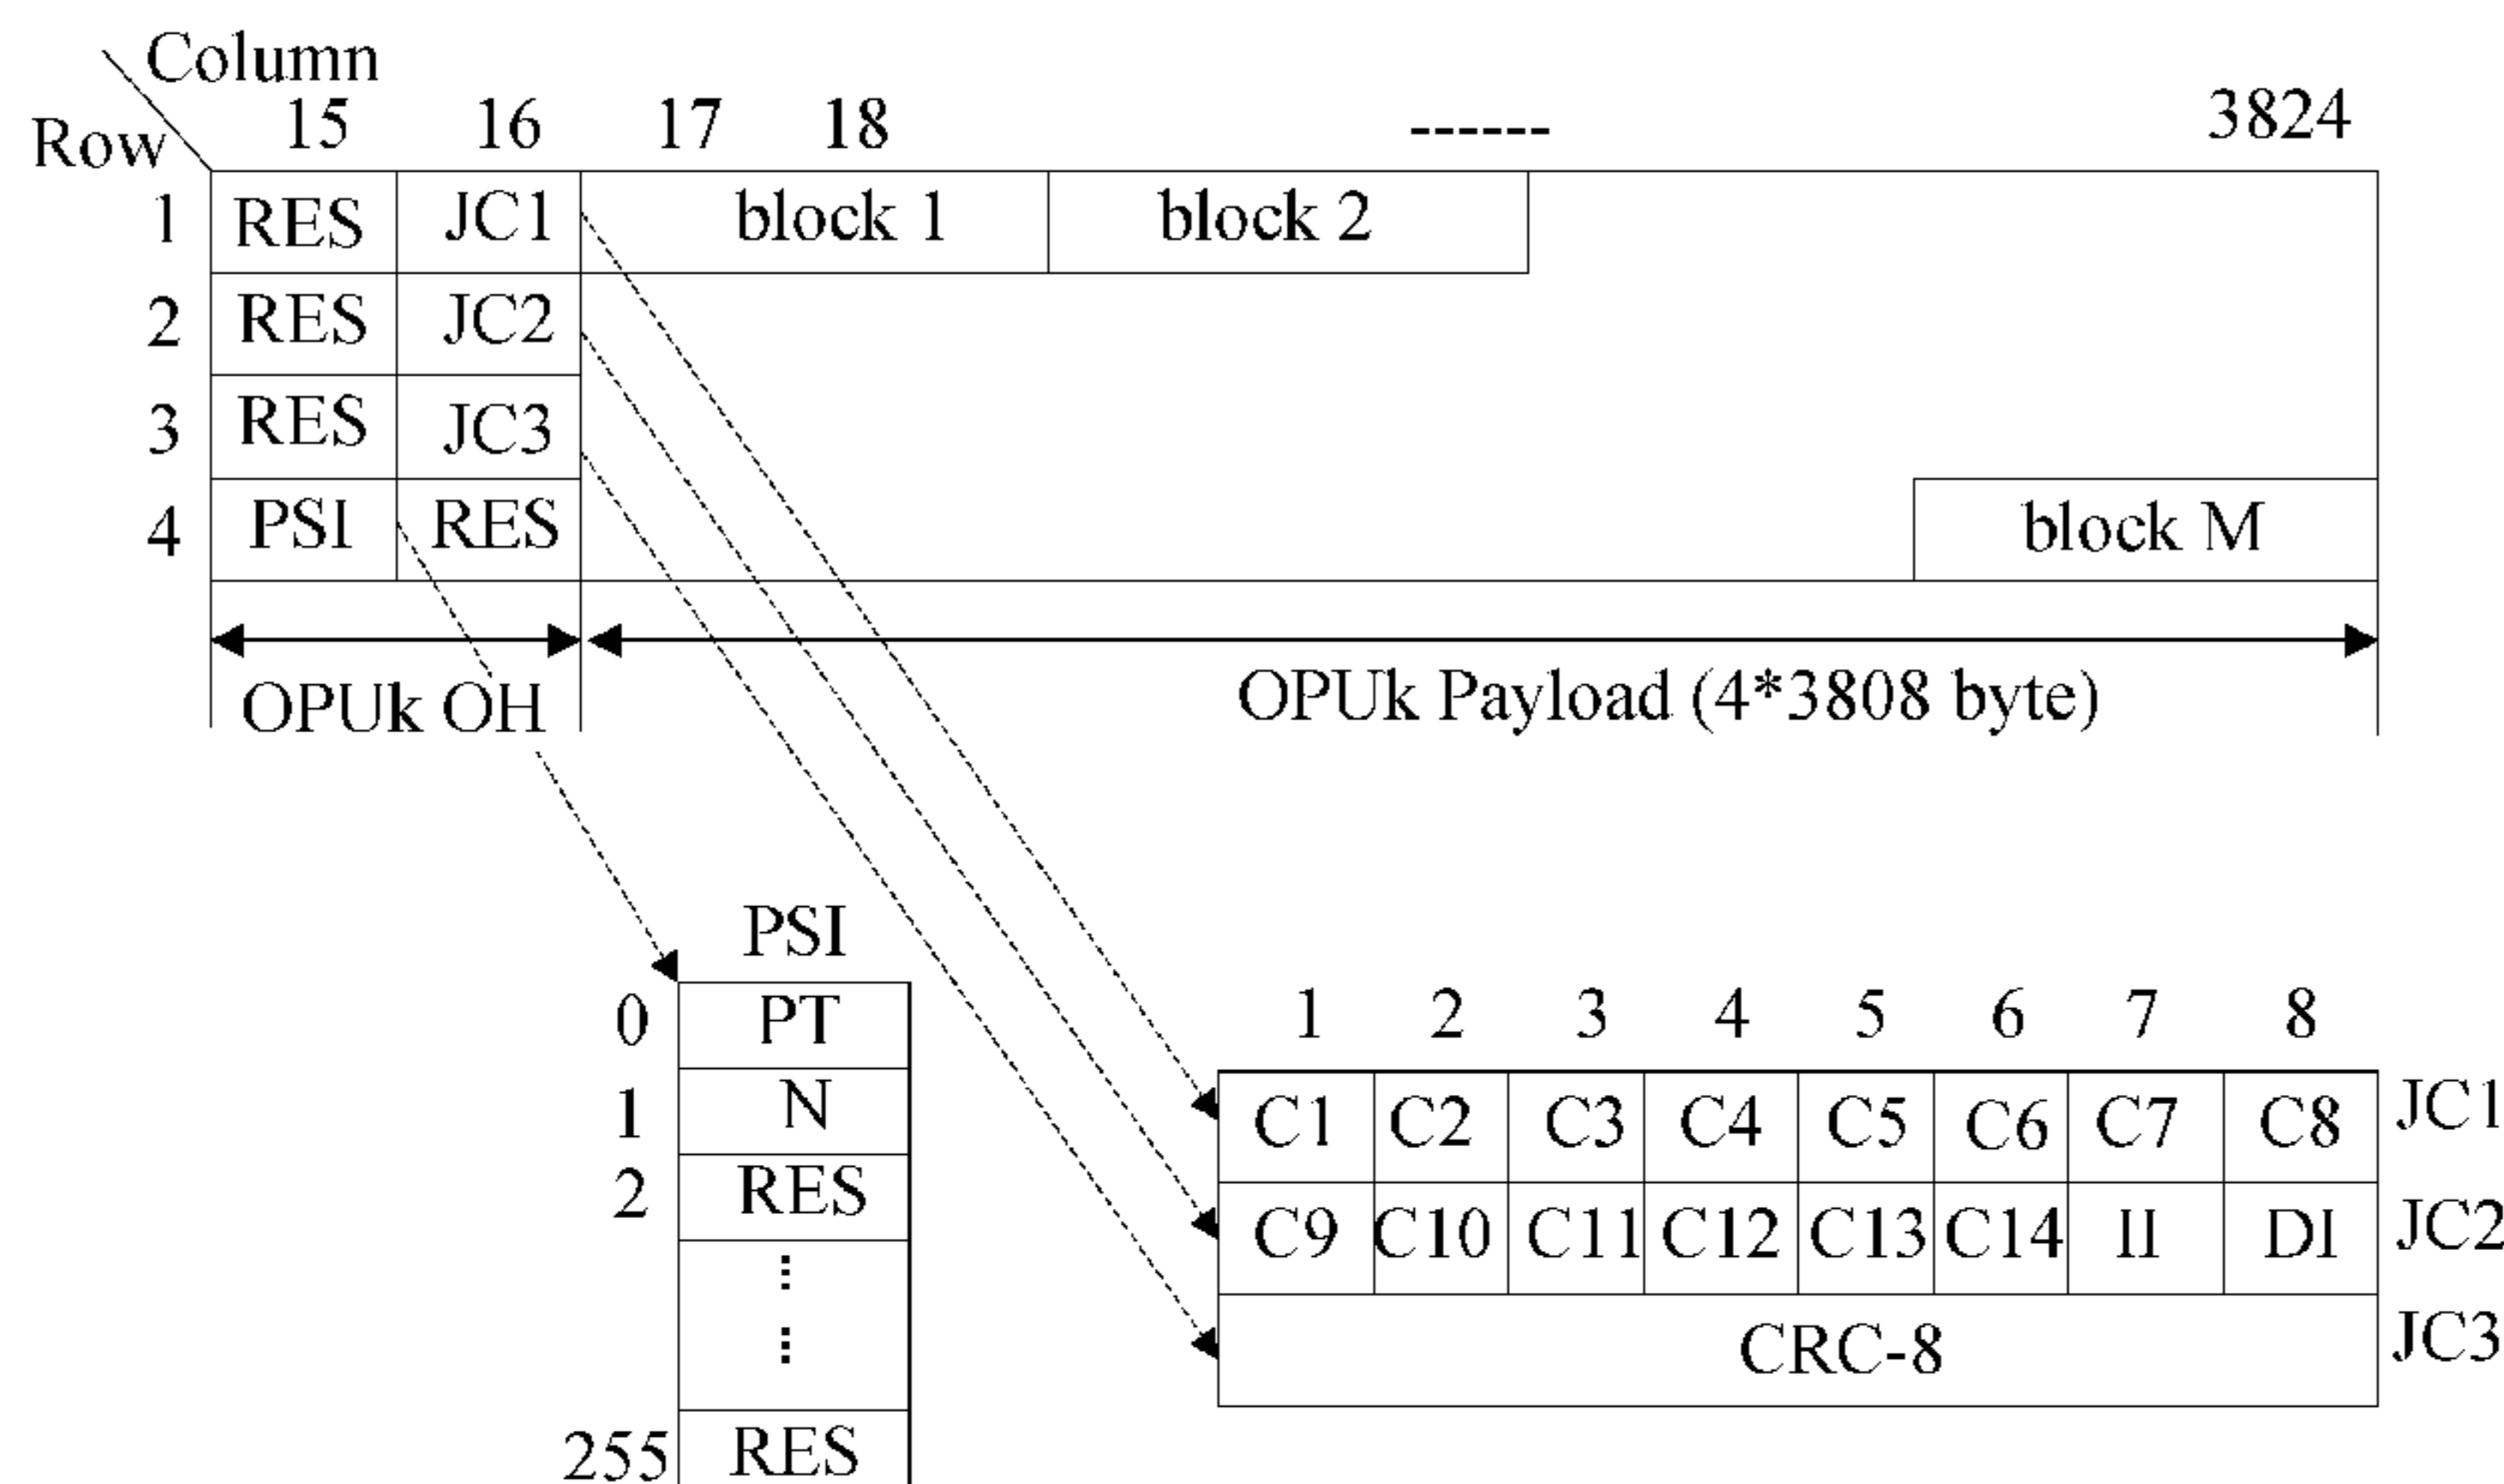 Column
Row 15 16 17 18 ------ 3824
1 RES JC1 block 1 block 2
2 RES JC2
3 RES JC3
4 PSI RES block M
OPUk OH OPUk Payload (4*3808 byte)
PSI
0 PT
1 N
2 RES
255 RES
1 2 3 4 5 6 7 8
C1 C2 C3 C4 C5 C6 C7 C8 JC1
C9 C10 C11 C12 C13 C14 II DI JC2
CRC-8 JC3